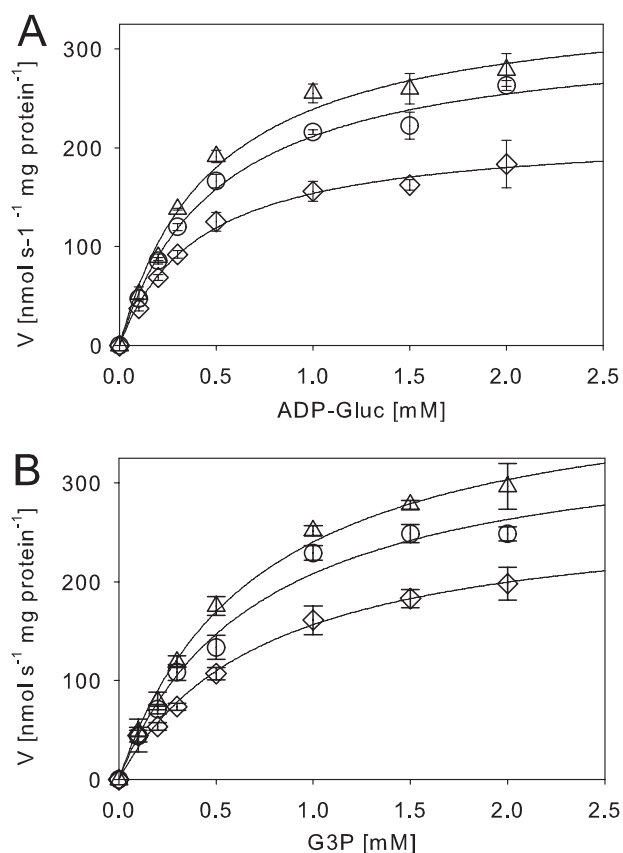 A
V [nmol s-1 ⁻¹ mg protein⁻¹]
300
200
100
0
0.0 0.5 1.0 1.5 2.0 2.5
ADP-Gluc [mM]
B
V [nmol s⁻¹ mg protein⁻¹]
300
200
100
0
0.0 0.5 1.0 1.5 2.0 2.5
G3P [mM]